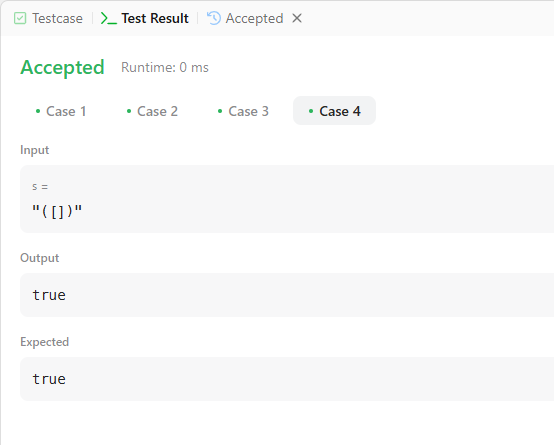 Testcase Test Result Accepted
Accepted Runtime: 0 ms
Case 1 Case 2 Case 3 Case 4
Input
s =
"([])"
Output
true
Expected
true